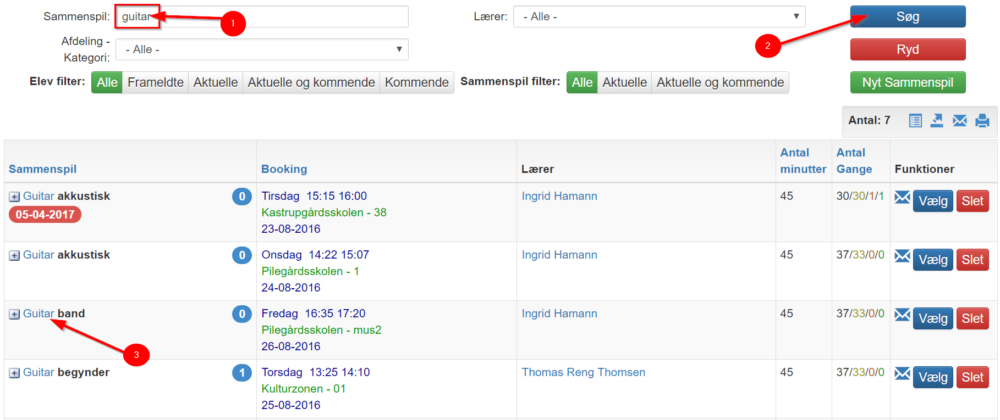 Sammenspil: guitar 1 Lærer: - Alle - Søg
2
Afdeling - Kategori: - Alle - Ryd
Elev filter: Alle Frameldte Aktuelle Aktuelle og kommende Kommende Sammenspil filter: Alle Aktuelle Aktuelle og kommende Nyt Sammenspil
Antal: 7
Sammenspil Booking Lærer Antal minutter Antal Gange Funktioner
Guitar akkustisk 0 Tirsdag 15:15 16:00 Ingrid Hamann 45 30/30/1/1 Vælg Slet
05-04-2017 Kastrupgårdsskolen - 38
23-08-2016
Guitar akkustisk 0 Onsdag 14:22 15:07 Ingrid Hamann 45 37/33/0/0 Vælg Slet
Pilegårdsskolen - 1
24-08-2016
Guitar band 0 Fredag 16:35 17:20 Ingrid Hamann 45 37/33/0/0 Vælg Slet
Pilegårdsskolen - mus2
3 26-08-2016
Guitar begynder 1 Torsdag 13:25 14:10 Thomas Reng Thomsen 45 37/33/0/0 Vælg Slet
Kulturzonen - 01
25-08-2016